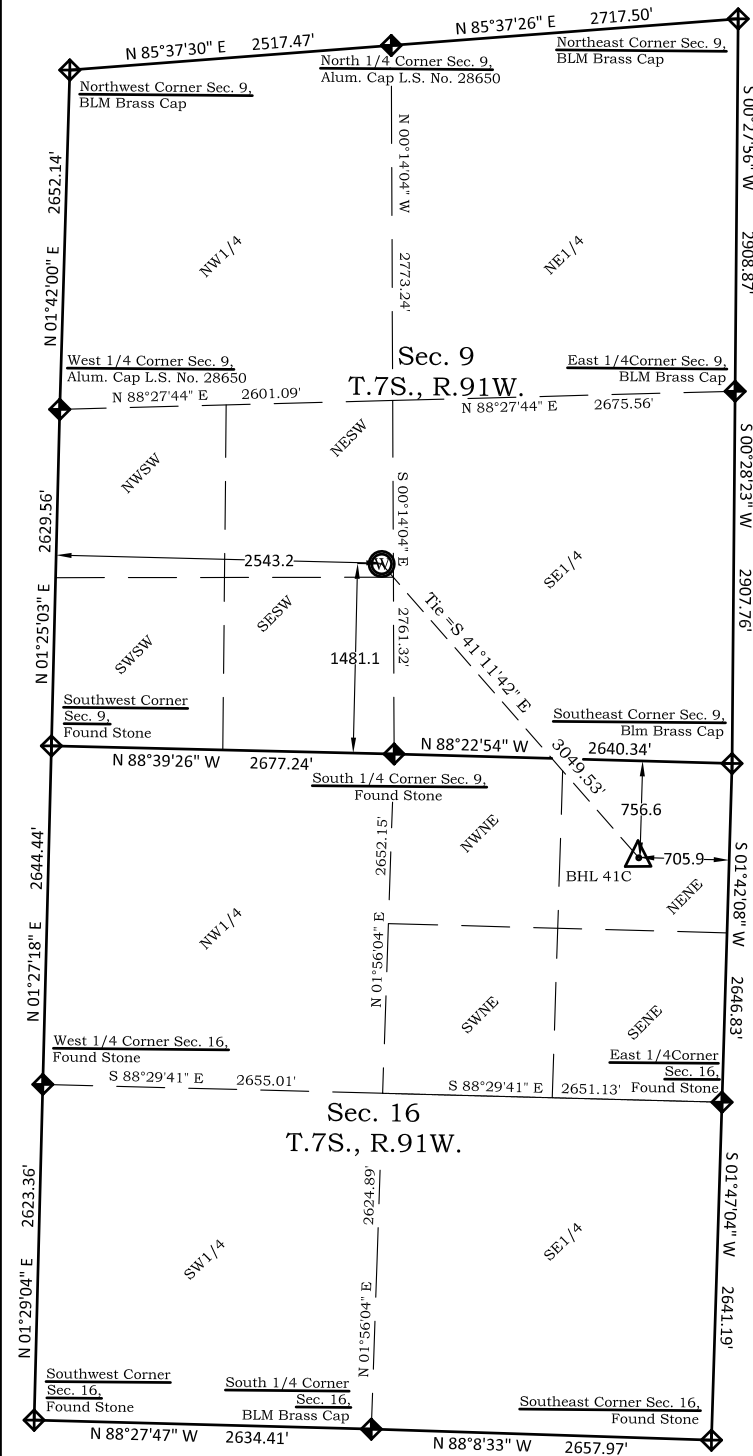 N 85°37'30" E 2517.47'
N 85°37'26" E 2717.50'
Northwest Corner Sec. 9,
BLM Brass Cap
North 1/4 Corner Sec. 9,
Alum. Cap L.S. No. 28650
Northeast Corner Sec. 9,
BLM Brass Cap
S 00°27'56" W 2908.87'
N 01°42'00" E 2652.14'
N 00°14'04" W 2773.24'
NW1/4
NE1/4
Sec. 9
T.7S., R.91W.
West 1/4 Corner Sec. 9,
Alum. Cap L.S. No. 28650
East 1/4Corner Sec. 9,
BLM Brass Cap
N 88°27'44" E 2601.09'
N 88°27'44" E 2675.56'
NWSW
NESW
S 00°28'23" W 2907.76'
N 01°25'03" E 2629.56'
S 00°14'04" E 2761.32'
W
2543.2
SE1/4
SWSW
SESW
1481.1
Tie =S 41°11'42" E 3049.53'
Southwest Corner
Sec. 9,
Found Stone
Southeast Corner Sec. 9,
Blm Brass Cap
N 88°39'26" W 2677.24'
N 88°22'54" W 2640.34'
South 1/4 Corner Sec. 9,
Found Stone
756.6
705.9
BHL 41C
NWNE
NENE
N 01°27'18" E 2644.44'
N 01°56'04" E 2652.15'
S 01°42'08" W 2646.83'
NW1/4
SWNE
SENE
West 1/4 Corner Sec. 16,
Found Stone
East 1/4Corner
Sec. 16,
Found Stone
S 88°29'41" E 2655.01'
S 88°29'41" E 2651.13'
Sec. 16
T.7S., R.91W.
N 01°29'04" E 2623.36'
N 01°56'04" E 2624.89'
S 01°47'04" W 2641.19'
SW1/4
SE1/4
Southwest Corner
Sec. 16,
Found Stone
South 1/4 Corner
Sec. 16,
BLM Brass Cap
Southeast Corner Sec. 16,
Found Stone
N 88°27'47" W 2634.41'
N 88°8'33" W 2657.97'